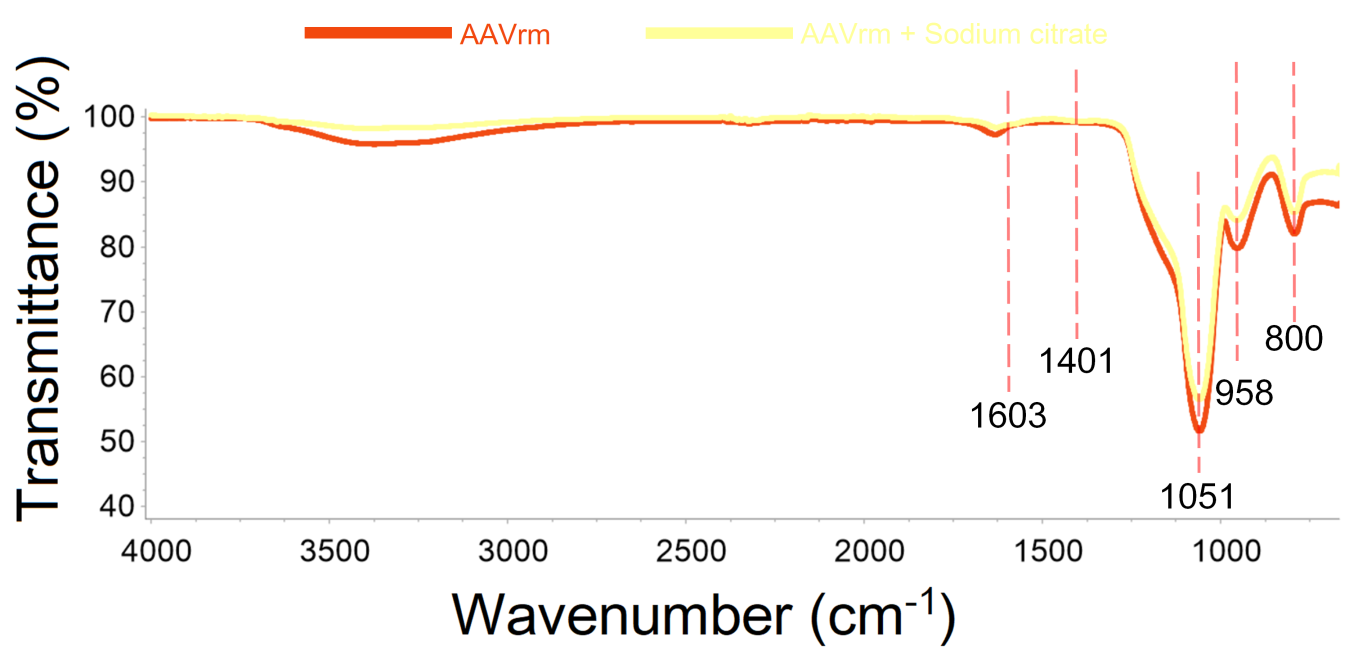 AAVrm
AAVrm + Sodium citrate
Transmittance (%)
100
90
80
70
60
50
40
1603
1401
1051
958
800
4000 3500 3000 2500 2000 1500 1000
Wavenumber (cm⁻¹)